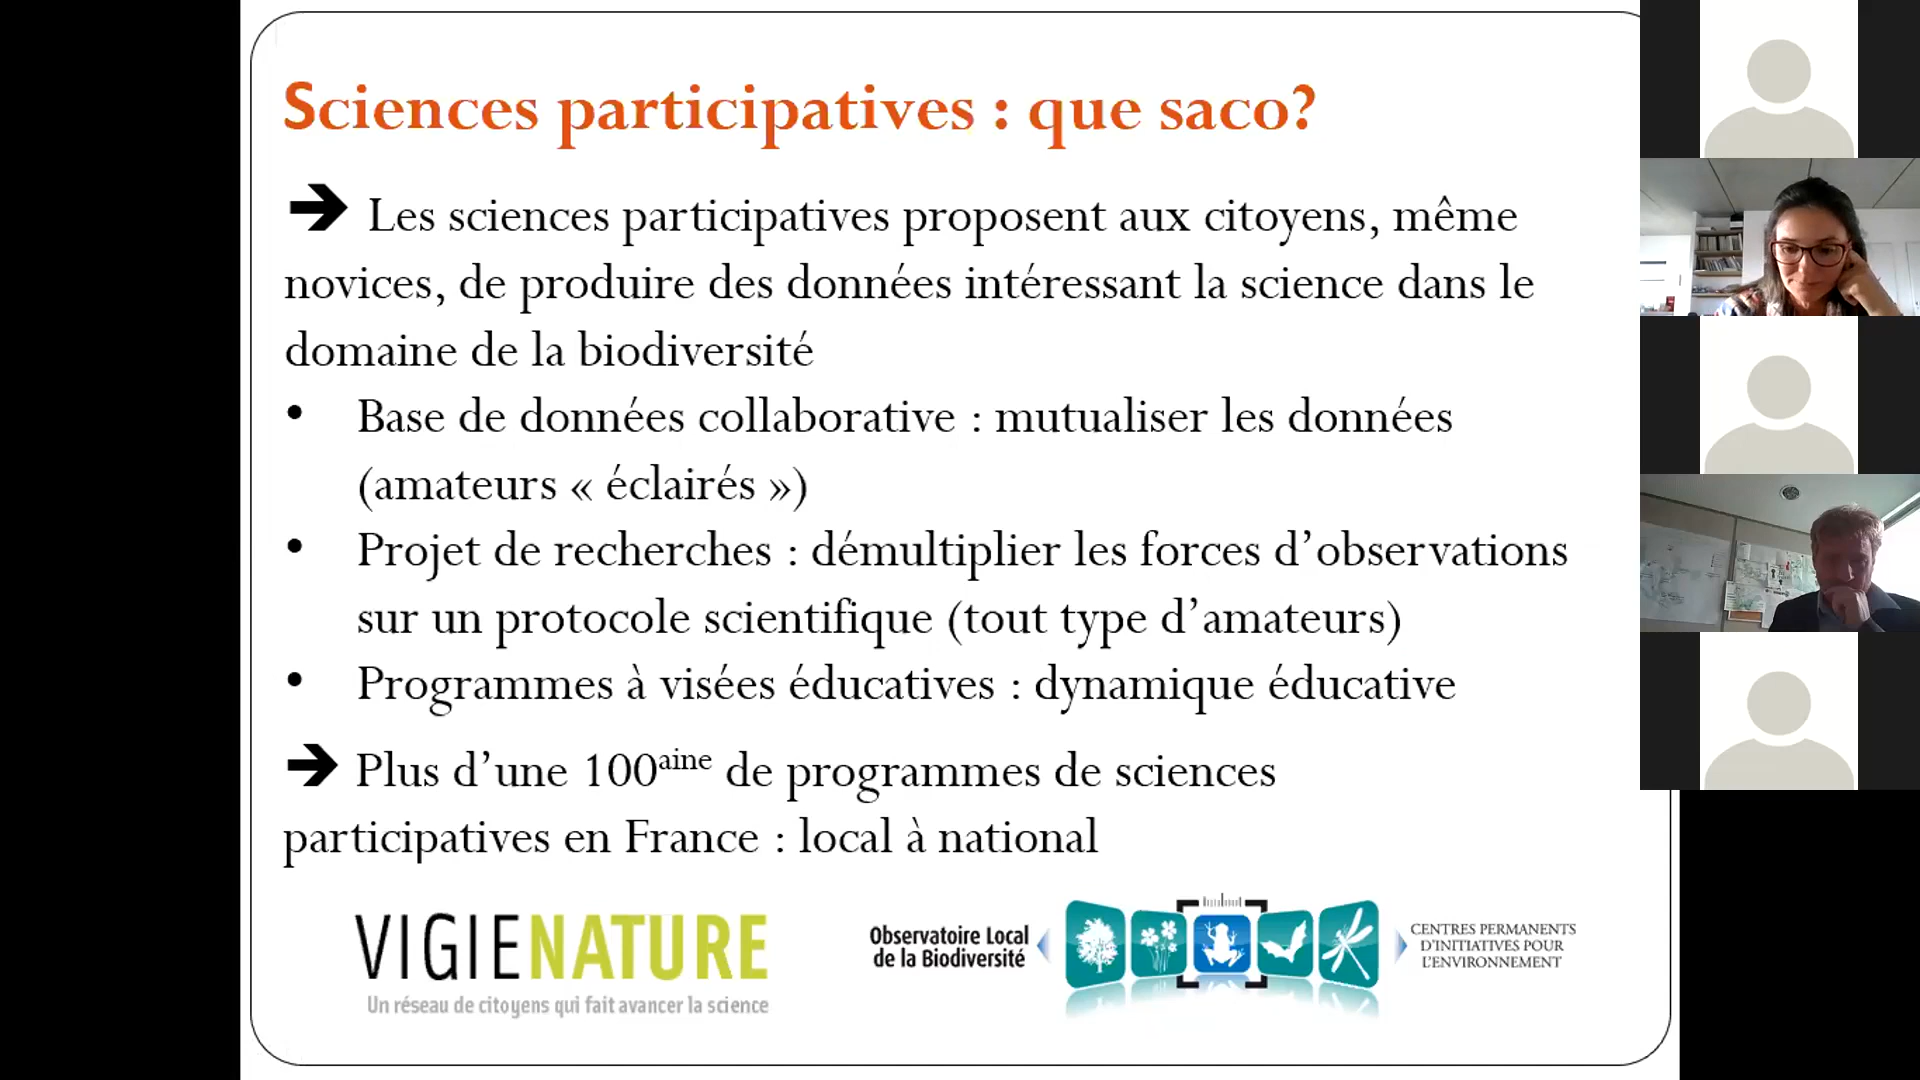 Sciences participatives : que saco?
➔ Les sciences participatives proposent aux citoyens, même
novices, de produire des données intéressant la science dans le
domaine de la biodiversité
• Base de données collaborative : mutualiser les données
(amateurs « éclairés »)
• Projet de recherches : démultiplier les forces d’observations
sur un protocole scientifique (tout type d’amateurs)
• Programmes à visées éducatives : dynamique éducative
➔ Plus d’une 100aine de programmes de sciences
participatives en France : local à national
VIGIENATURE
Un réseau de citoyens qui fait avancer la science
Observatoire Local
de la Biodiversité
CENTRES PERMANENTS
D'INITIATIVES POUR
L'ENVIRONNEMENT